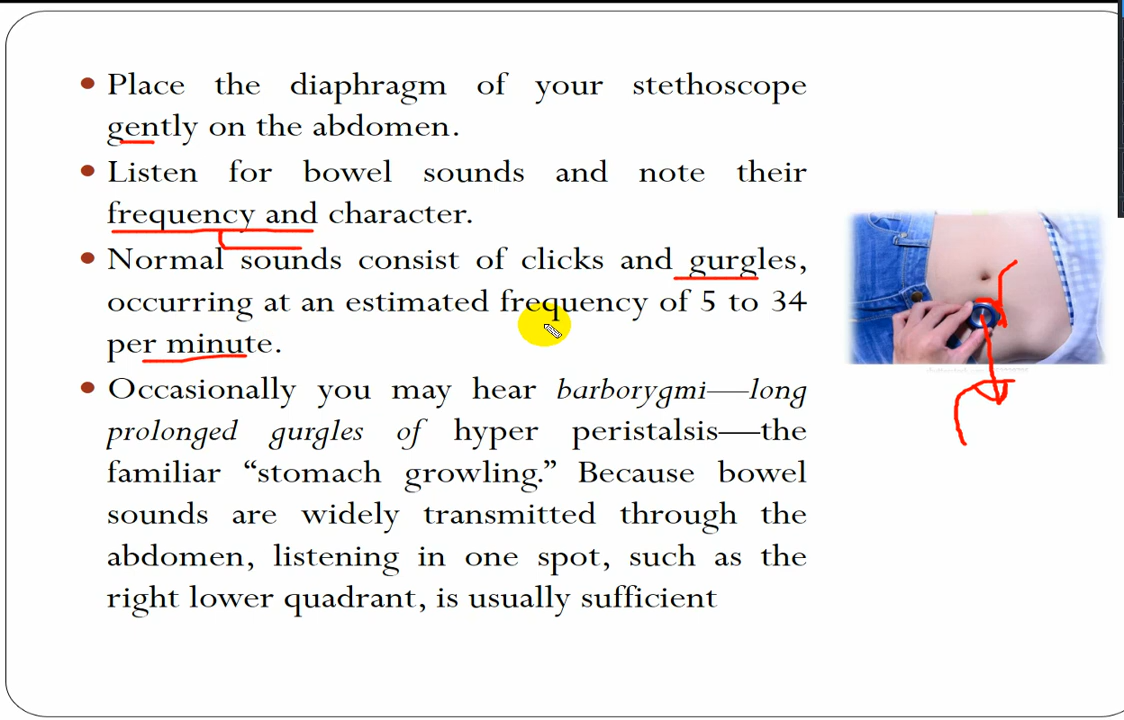 Place the diaphragm of your stethoscope
gently on the abdomen.
Listen for bowel sounds and note their
frequency and character.
Normal sounds consist of clicks and gurgles,
occurring at an estimated frequency of 5 to 34
per minute.
Occasionally you may hear barborygmi—long
prolonged gurgles of hyper peristalsis—the
familiar “stomach growling.” Because bowel
sounds are widely transmitted through the
abdomen, listening in one spot, such as the
right lower quadrant, is usually sufficient